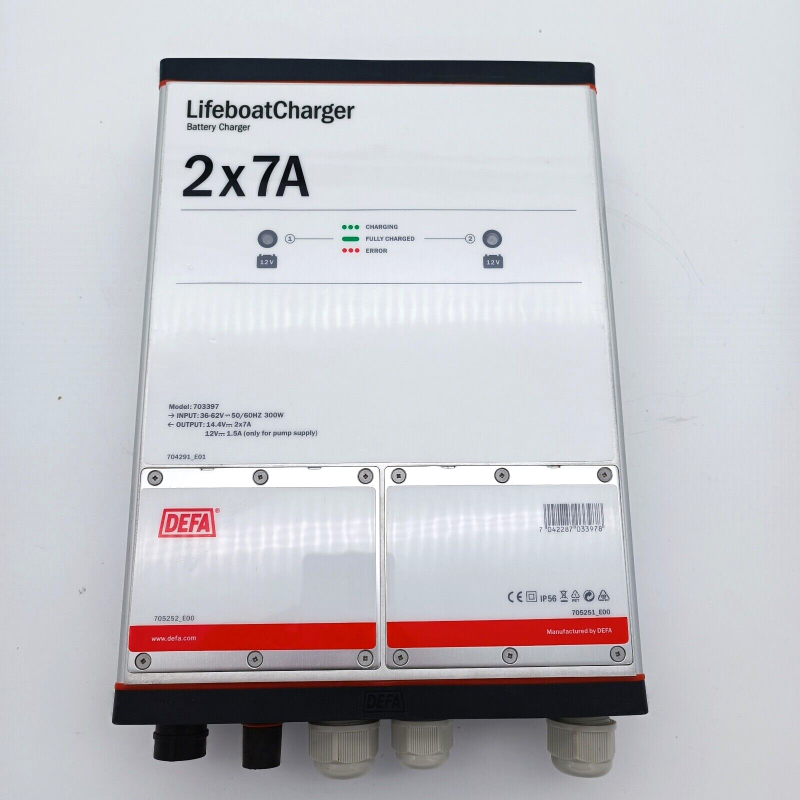 LifeboatCharger
Battery Charger
2x7A
CHARGING
1 FULLY CHARGED 2
ERROR
12V 12V
Model: 703397
→ INPUT: 36-62V~ 50/60HZ 300W
← OUTPUT: 14.4V⎓ 2x7A
12V⎓ 1.5A (only for pump supply)
704291_E01
DEFA®
7 042287 033978
CE IP56
705252_E00
705251_E00
www.defa.com
Manufactured by DEFA
DEFA